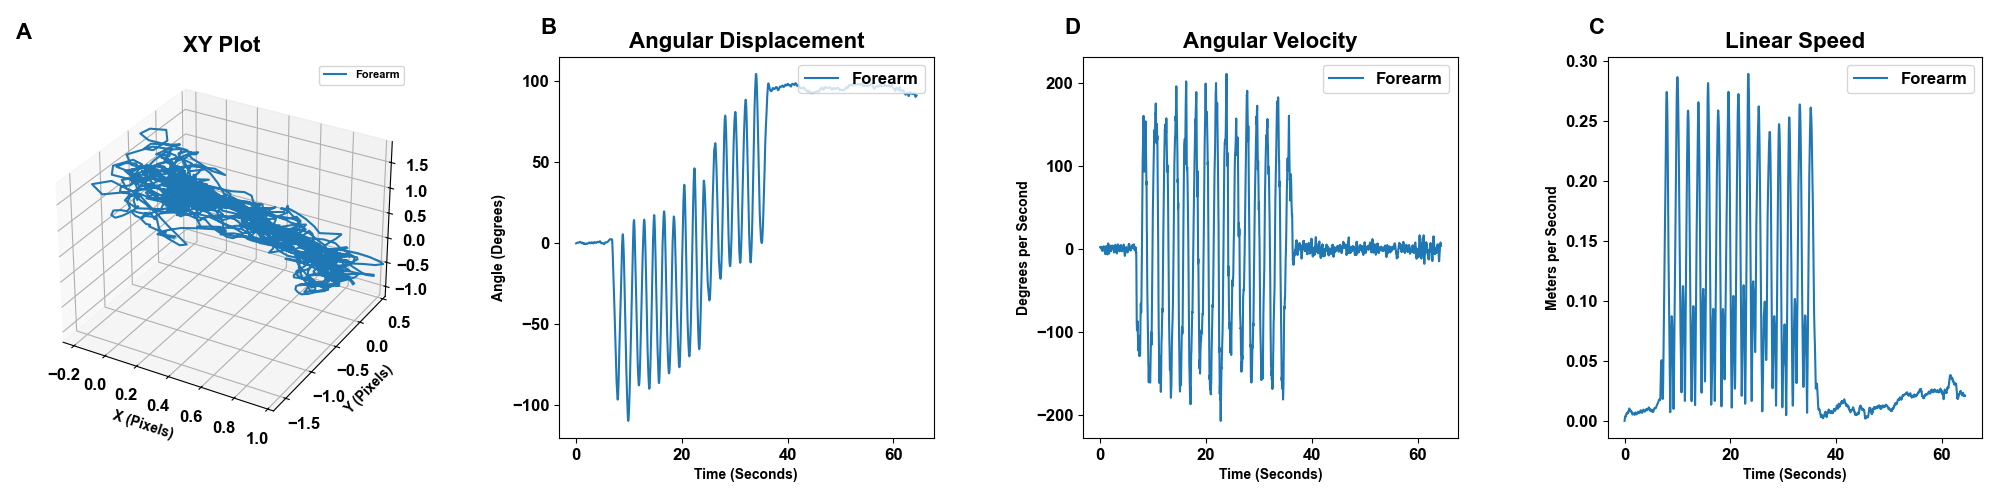 A
XY Plot
Forearm
1.5
1.0
0.5
0.0
−0.5
−1.0
−0.2
0.0
0.2
0.4
0.6
0.8
1.0
X (Pixels)
0.5
0.0
−0.5
−1.0
−1.5
Y (Pixels)
B
Angular Displacement
Forearm
100
50
0
−50
−100
Angle (Degrees)
0
20
40
60
Time (Seconds)
D
Angular Velocity
Forearm
200
100
0
−100
−200
Degrees per Second
0
20
40
60
Time (Seconds)
C
Linear Speed
Forearm
0.30
0.25
0.20
0.15
0.10
0.05
0.00
Meters per Second
0
20
40
60
Time (Seconds)